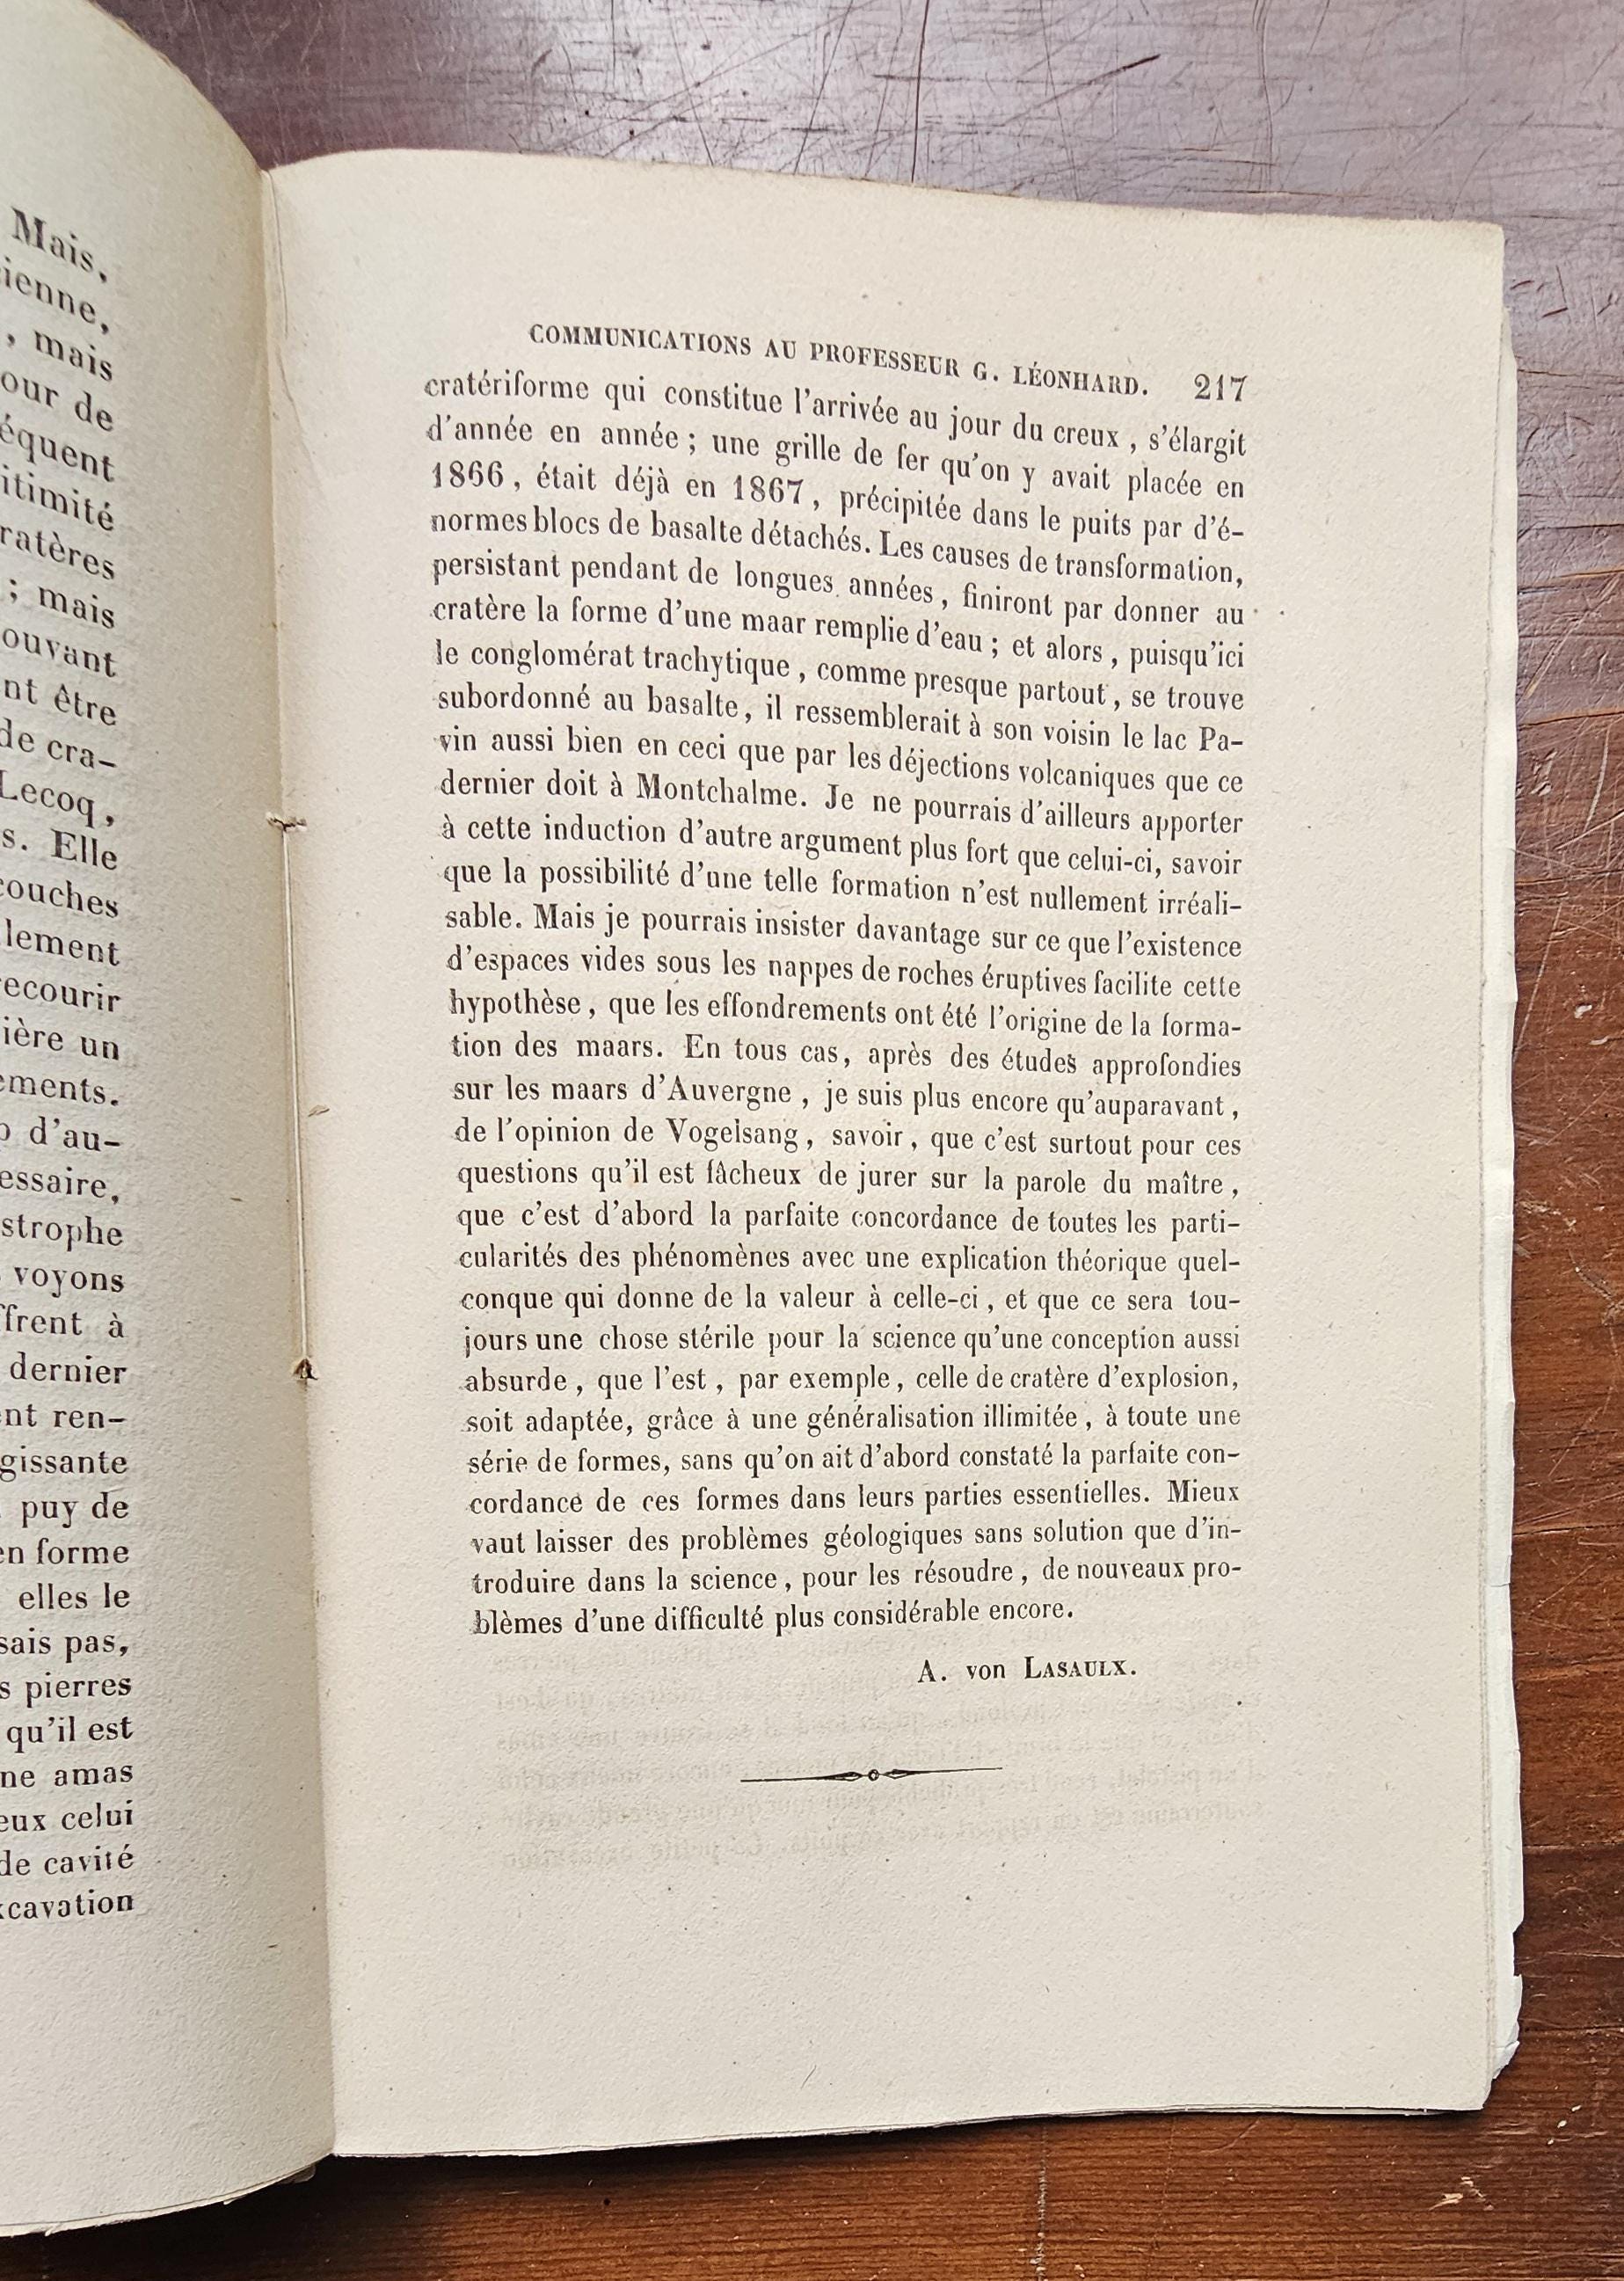 Mais,
ienne,
, mais
our de
équent
itimité
ratères
; mais
ouvant
nt être
de cra-
Lecoq,
s. Elle
couches
lement
recourir
ière un
ements.
d'au-
essaire,
strophe
voyons
ffrent à
dernier
ent ren-
gissante
puy de
en forme
elles le
sais pas,
s pierres
qu'il est
ne amas
eux celui
de cavité
xcavation
COMMUNICATIONS AU PROFESSEUR G. LÉONHARD. 217
cratériforme qui constitue l'arrivée au jour du creux, s'élargit
d'année en année ; une grille de fer qu'on y avait placée en
1866, était déjà en 1867, précipitée dans le puits par d'é-
normes blocs de basalte détachés. Les causes de transformation,
persistant pendant de longues années, finiront par donner au
cratère la forme d'une maar remplie d'eau ; et alors, puisqu'ici
le conglomérat trachytique, comme presque partout, se trouve
subordonné au basalte, il ressemblerait à son voisin le lac Pa-
vin aussi bien en ceci que par les déjections volcaniques que ce
dernier doit à Montchalme. Je ne pourrais d'ailleurs apporter
à cette induction d'autre argument plus fort que celui-ci, savoir
que la possibilité d'une telle formation n'est nullement irréali-
sable. Mais je pourrais insister davantage sur ce que l'existence
d'espaces vides sous les nappes de roches éruptives facilite cette
hypothèse, que les effondrements ont été l'origine de la forma-
tion des maars. En tous cas, après des études approfondies
sur les maars d'Auvergne, je suis plus encore qu'auparavant,
de l'opinion de Vogelsang, savoir, que c'est surtout pour ces
questions qu'il est fâcheux de jurer sur la parole du maître,
que c'est d'abord la parfaite concordance de toutes les parti-
cularités des phénomènes avec une explication théorique quel-
conque qui donne de la valeur à celle-ci, et que ce sera tou-
jours une chose stérile pour la science qu'une conception aussi
absurde, que l'est, par exemple, celle de cratère d'explosion,
soit adaptée, grâce à une généralisation illimitée, à toute une
série de formes, sans qu'on ait d'abord constaté la parfaite con-
cordance de ces formes dans leurs parties essentielles. Mieux
vaut laisser des problèmes géologiques sans solution que d'in-
troduire dans la science, pour les résoudre, de nouveaux pro-
blèmes d'une difficulté plus considérable encore.
A. von LASAULX.